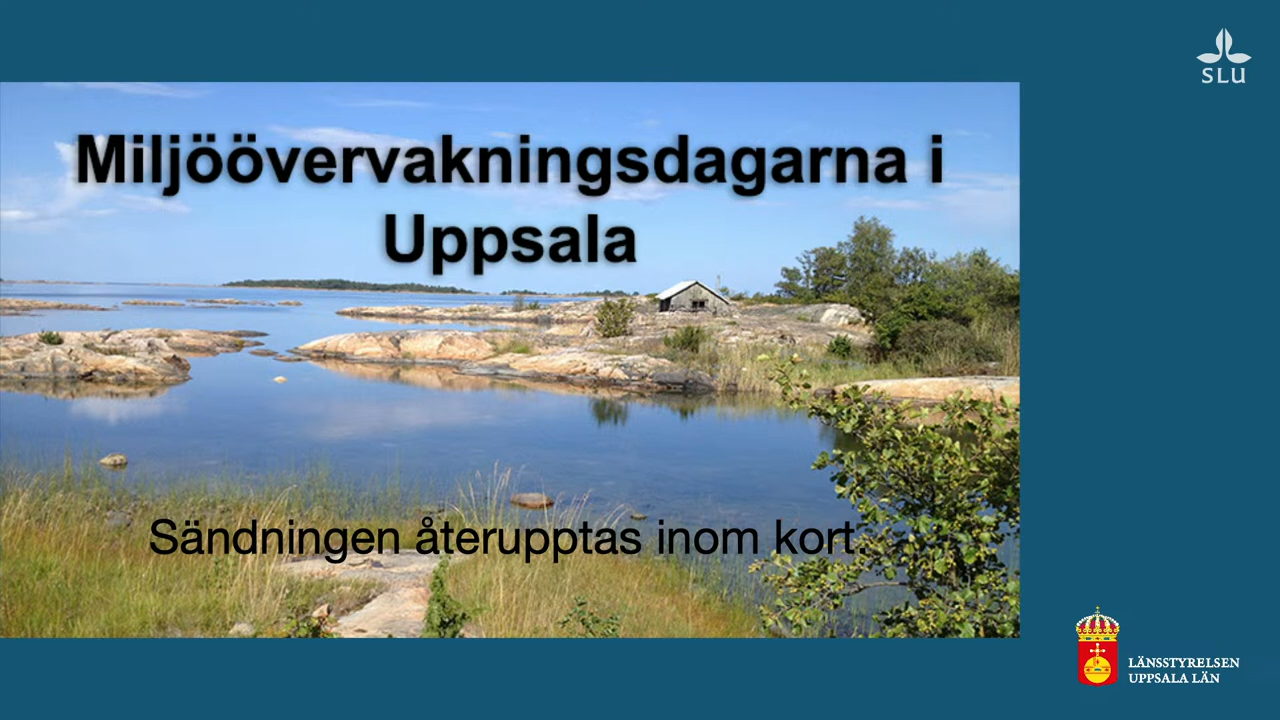 SLU
Miljöövervakningsdagarna i
Uppsala
Sändningen återupptas inom kort.
LÄNSSTYRELSEN
UPPSALA LÄN